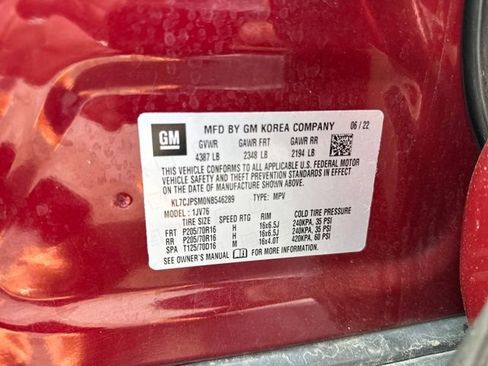 GM
MFD BY GM KOREA COMPANY 06 / 22
GVWR GAWR FRT GAWR RR
4387 LB 2348 LB 2194 LB
THIS VEHICLE CONFORMS TO ALL APPLICABLE U.S. FEDERAL MOTOR
VEHICLE SAFETY AND THEFT PREVENTION STANDARDS IN EFFECT
ON THE DATE OF MANUFACTURE SHOWN ABOVE.
KL7CJPSM0NB546289 TYPE: MPV
MODEL : 1JV76
TIRE SIZE SPEED RTG RIM COLD TIRE PRESSURE
FRT P205/70R16 H 16x6.5J 240KPA, 35 PSI
RR P205/70R16 H 16x6.5J 240KPA, 35 PSI
SPA T125/70D16 M 16x4.0T 420KPA, 60 PSI
SEE OWNER'S MANUAL FOR MORE INFORMATION.